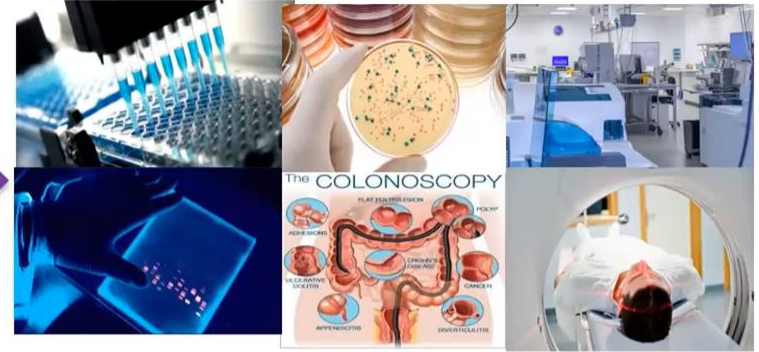 The COLONOSCOPY
FLAT POLYP/LESION
POLYP
ADHESIONS
CROHN'S
DISEASE
ULCERATIVE
COLITIS
CANCER
APPENDICITIS
DIVERTICULITIS